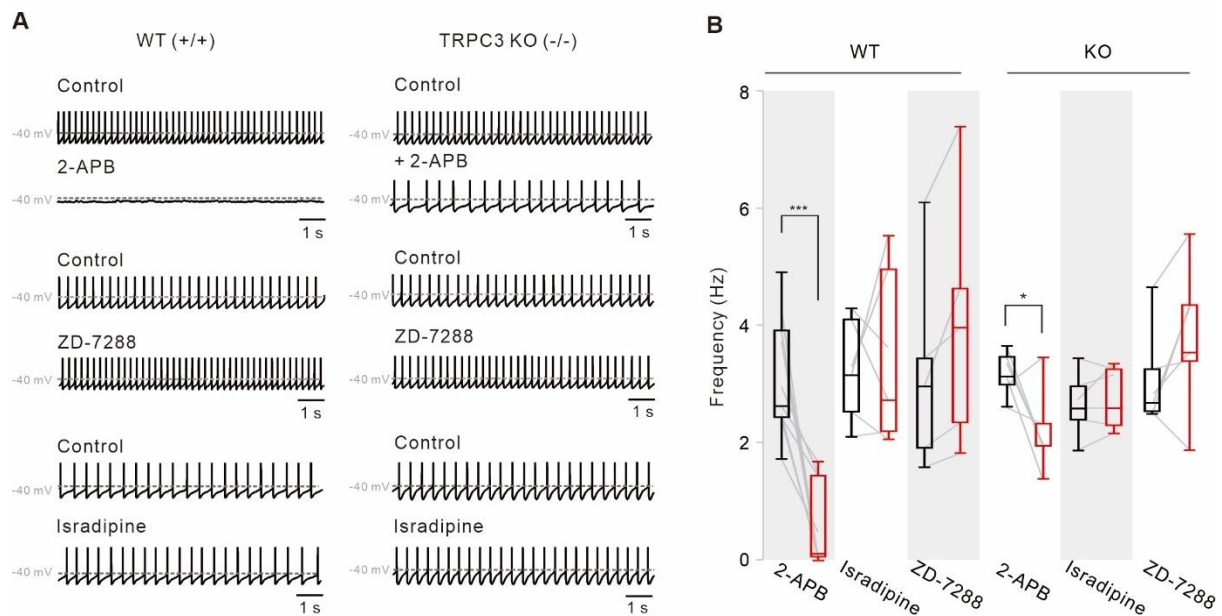 A
WT (+/+)
TRPC3 KO (-/-)
Control
Control
-40 mV
-40 mV
2-APB
+ 2-APB
-40 mV
-40 mV
1 s
1 s
Control
Control
-40 mV
-40 mV
ZD-7288
ZD-7288
-40 mV
-40 mV
1 s
1 s
Control
Control
-40 mV
-40 mV
Isradipine
Isradipine
-40 mV
-40 mV
1 s
1 s
B
WT
KO
Frequency (Hz)
8
6
4
2
0
***
*
2-APB
Isradipine
ZD-7288
2-APB
Isradipine
ZD-7288